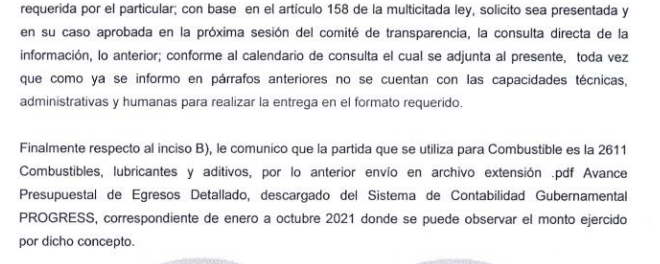 requerida por el particular; con base en el artículo 158 de la multicitada ley, solicito sea presentada y
en su caso aprobada en la próxima sesión del comité de transparencia, la consulta directa de la
información, lo anterior; conforme al calendario de consulta el cual se adjunta al presente, toda vez
que como ya se informo en párrafos anteriores no se cuentan con las capacidades técnicas,
administrativas y humanas para realizar la entrega en el formato requerido.
Finalmente respecto al inciso B), le comunico que la partida que se utiliza para Combustible es la 2611
Combustibles, lubricantes y aditivos, por lo anterior envío en archivo extensión .pdf Avance
Presupuestal de Egresos Detallado, descargado del Sistema de Contabilidad Gubernamental
PROGRESS, correspondiente de enero a octubre 2021 donde se puede observar el monto ejercido
por dicho concepto.